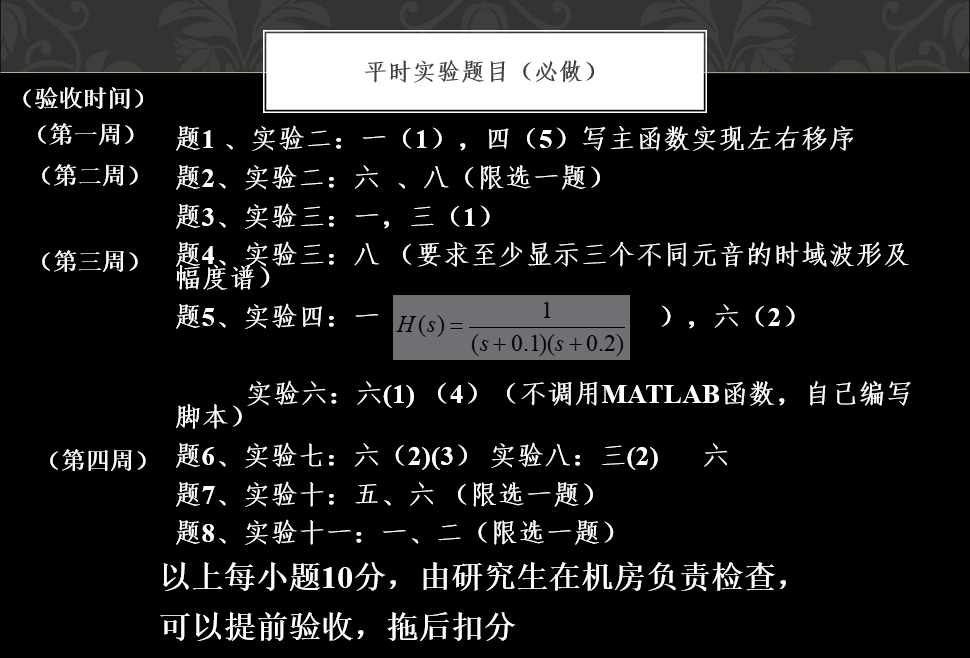 平时实验题目（必做）
（验收时间）
（第一周） 题1 、实验二：一（1），四（5）写主函数实现左右移序
（第二周） 题2、实验二：六 、八（限选一题）
题3、实验三：一，三（1）
（第三周） 题4、实验三：八 （要求至少显示三个不同元音的时域波形及
幅度谱）
题5、实验四：一 H(s)=1/((s+0.1)(s+0.2)) ），六（2）
实验六：六(1) （4）（不调用MATLAB函数，自己编写
脚本）
（第四周） 题6、实验七：六（2)(3） 实验八：三(2) 六
题7、实验十：五、六 （限选一题）
题8、实验十一：一、二（限选一题）
以上每小题10分，由研究生在机房负责检查，
可以提前验收，拖后扣分